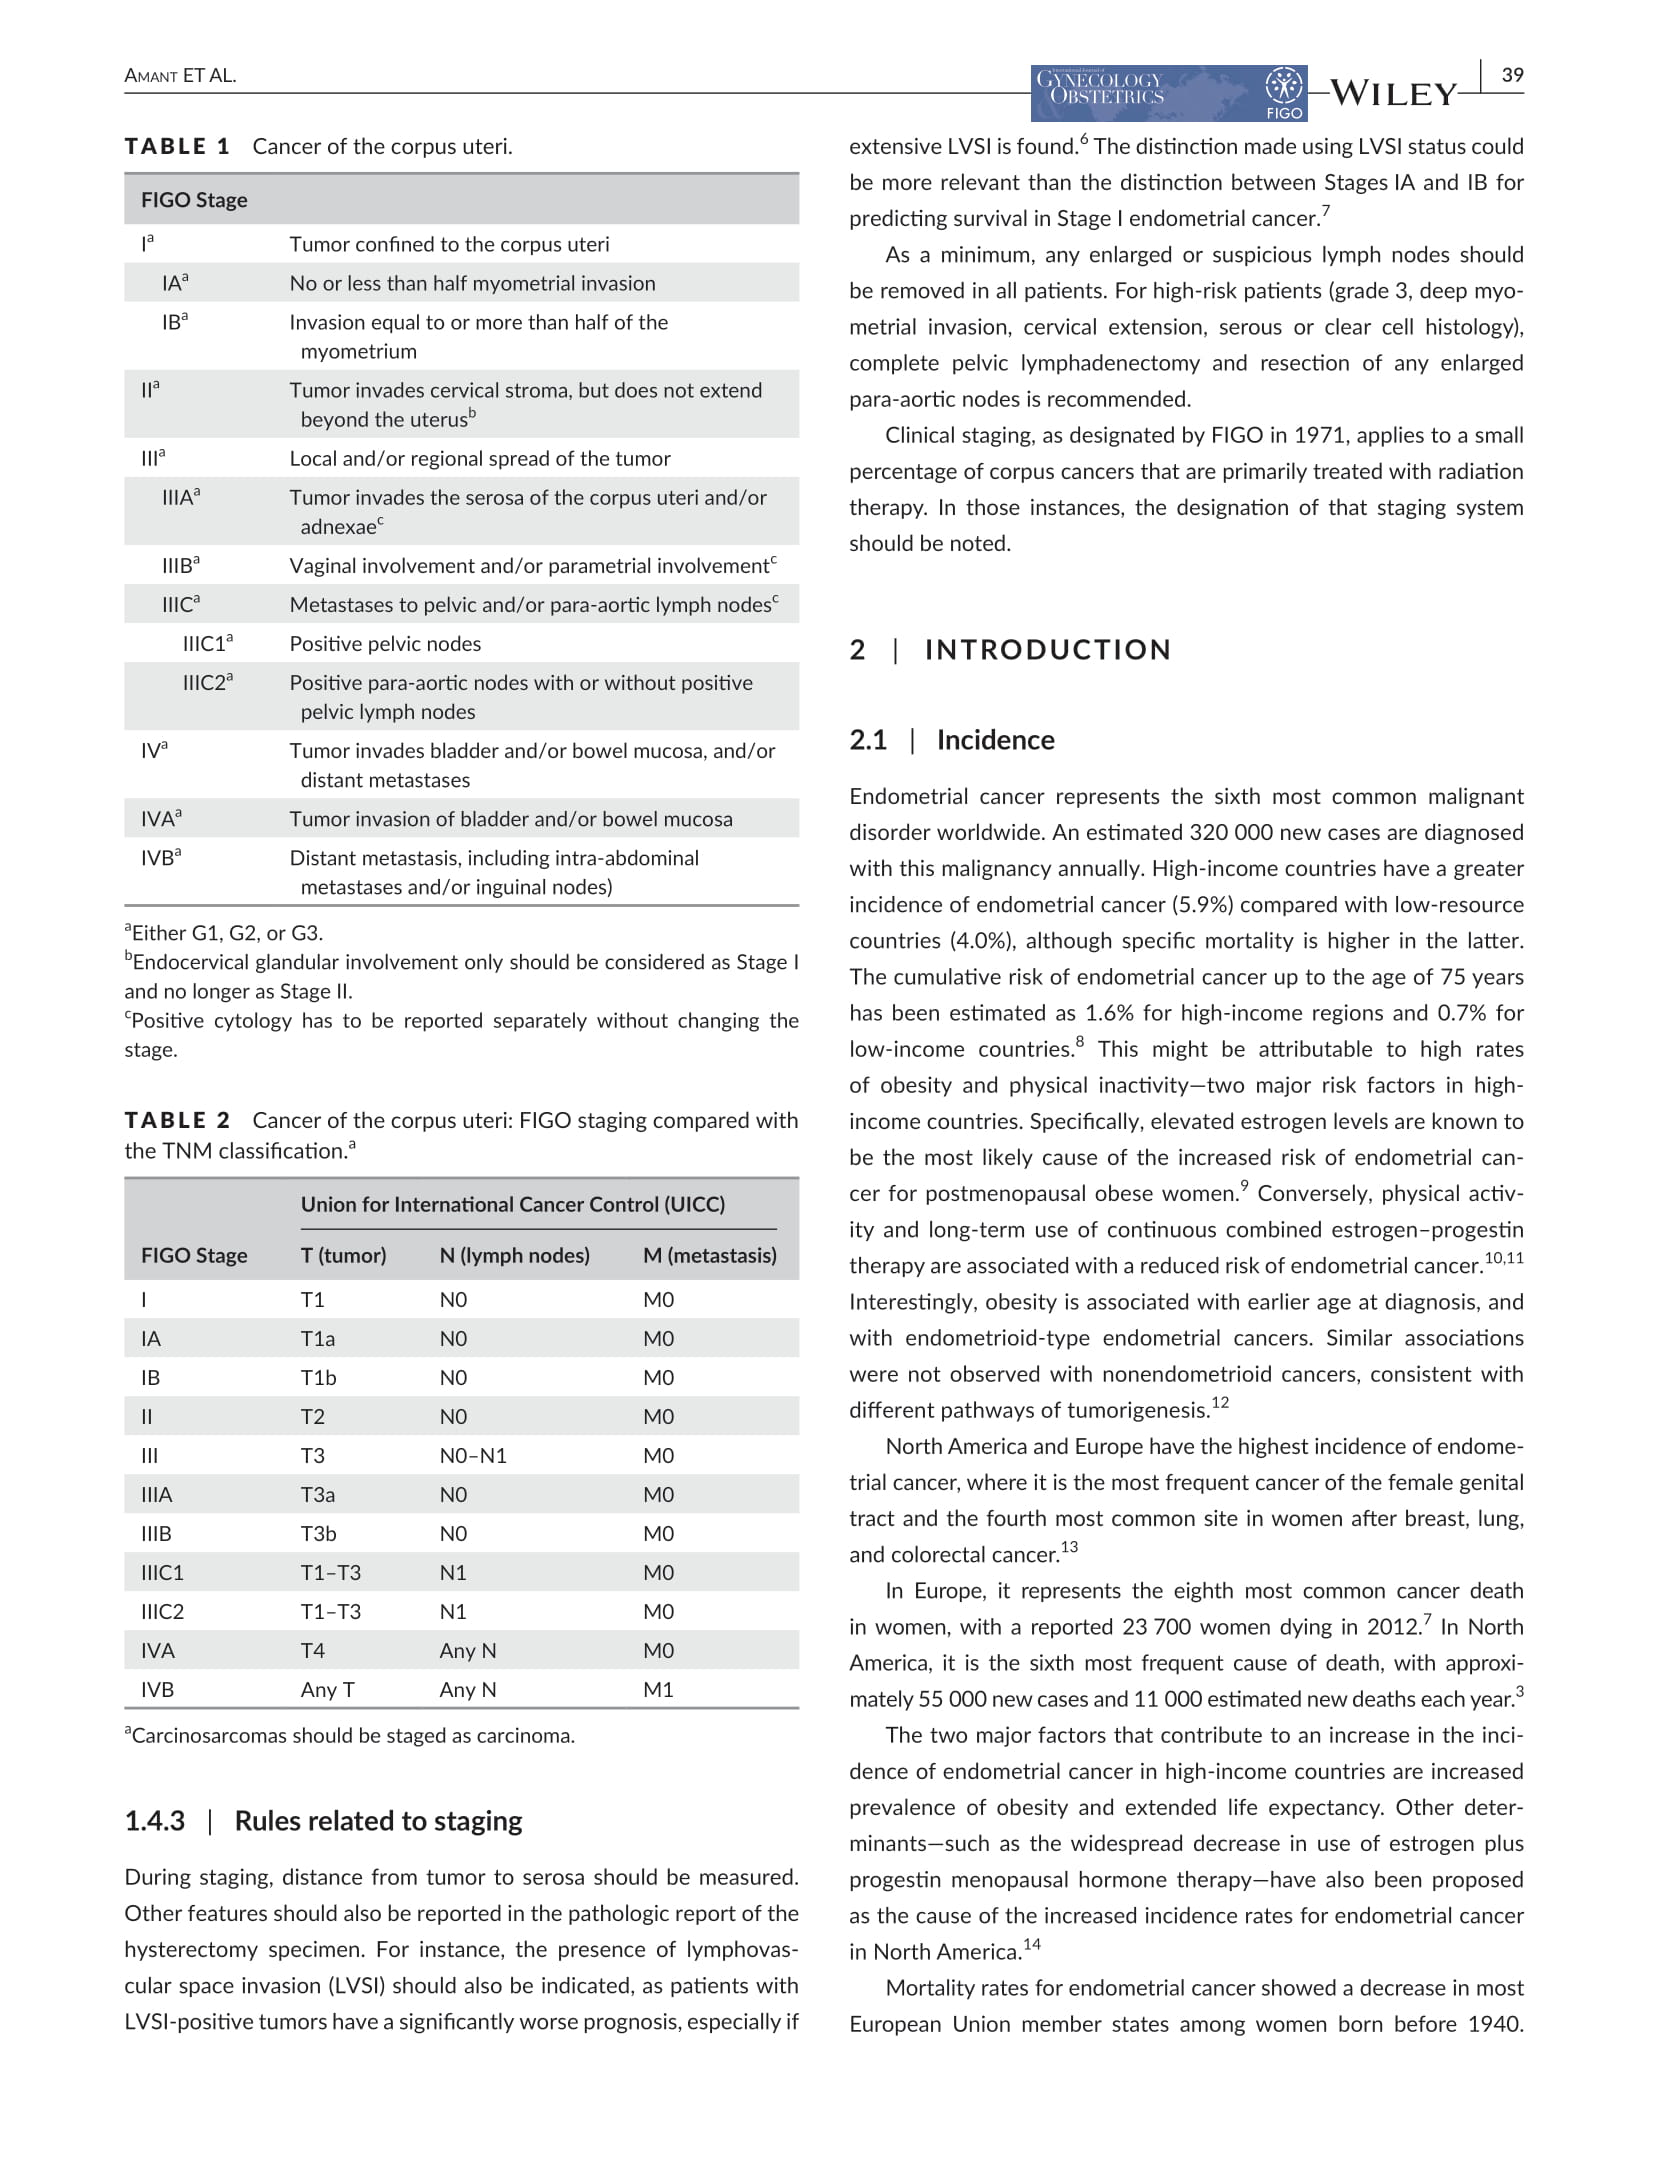 AMANT ET AL.
International Journal of
GYNECOLOGY
OBSTETRICS
FIGO
WILEY
39
TABLE 1 Cancer of the corpus uteri.
FIGO Stage
Iᵃ Tumor confined to the corpus uteri
IAᵃ No or less than half myometrial invasion
IBᵃ Invasion equal to or more than half of the
myometrium
IIᵃ Tumor invades cervical stroma, but does not extend
beyond the uterusᵇ
IIIᵃ Local and/or regional spread of the tumor
IIIAᵃ Tumor invades the serosa of the corpus uteri and/or
adnexaeᶜ
IIIBᵃ Vaginal involvement and/or parametrial involvementᶜ
IIICᵃ Metastases to pelvic and/or para-aortic lymph nodesᶜ
IIIC1ᵃ Positive pelvic nodes
IIIC2ᵃ Positive para-aortic nodes with or without positive
pelvic lymph nodes
IVᵃ Tumor invades bladder and/or bowel mucosa, and/or
distant metastases
IVAᵃ Tumor invasion of bladder and/or bowel mucosa
IVBᵃ Distant metastasis, including intra-abdominal
metastases and/or inguinal nodes)
ᵃEither G1, G2, or G3.
ᵇEndocervical glandular involvement only should be considered as Stage I
and no longer as Stage II.
ᶜPositive cytology has to be reported separately without changing the
stage.
TABLE 2 Cancer of the corpus uteri: FIGO staging compared with
the TNM classification.ᵃ
Union for International Cancer Control (UICC)
FIGO Stage T (tumor) N (lymph nodes) M (metastasis)
I T1 N0 M0
IA T1a N0 M0
IB T1b N0 M0
II T2 N0 M0
III T3 N0–N1 M0
IIIA T3a N0 M0
IIIB T3b N0 M0
IIIC1 T1–T3 N1 M0
IIIC2 T1–T3 N1 M0
IVA T4 Any N M0
IVB Any T Any N M1
ᵃCarcinosarcomas should be staged as carcinoma.
1.4.3 | Rules related to staging
During staging, distance from tumor to serosa should be measured.
Other features should also be reported in the pathologic report of the
hysterectomy specimen. For instance, the presence of lymphovas-
cular space invasion (LVSI) should also be indicated, as patients with
LVSI-positive tumors have a significantly worse prognosis, especially if
extensive LVSI is found.⁶ The distinction made using LVSI status could
be more relevant than the distinction between Stages IA and IB for
predicting survival in Stage I endometrial cancer.⁷
As a minimum, any enlarged or suspicious lymph nodes should
be removed in all patients. For high-risk patients (grade 3, deep myo-
metrial invasion, cervical extension, serous or clear cell histology),
complete pelvic lymphadenectomy and resection of any enlarged
para-aortic nodes is recommended.
Clinical staging, as designated by FIGO in 1971, applies to a small
percentage of corpus cancers that are primarily treated with radiation
therapy. In those instances, the designation of that staging system
should be noted.
2 | INTRODUCTION
2.1 | Incidence
Endometrial cancer represents the sixth most common malignant
disorder worldwide. An estimated 320 000 new cases are diagnosed
with this malignancy annually. High-income countries have a greater
incidence of endometrial cancer (5.9%) compared with low-resource
countries (4.0%), although specific mortality is higher in the latter.
The cumulative risk of endometrial cancer up to the age of 75 years
has been estimated as 1.6% for high-income regions and 0.7% for
low-income countries.⁸ This might be attributable to high rates
of obesity and physical inactivity—two major risk factors in high-
income countries. Specifically, elevated estrogen levels are known to
be the most likely cause of the increased risk of endometrial can-
cer for postmenopausal obese women.⁹ Conversely, physical activ-
ity and long-term use of continuous combined estrogen–progestin
therapy are associated with a reduced risk of endometrial cancer.¹⁰,¹¹
Interestingly, obesity is associated with earlier age at diagnosis, and
with endometrioid-type endometrial cancers. Similar associations
were not observed with nonendometrioid cancers, consistent with
different pathways of tumorigenesis.¹²
North America and Europe have the highest incidence of endome-
trial cancer, where it is the most frequent cancer of the female genital
tract and the fourth most common site in women after breast, lung,
and colorectal cancer.¹³
In Europe, it represents the eighth most common cancer death
in women, with a reported 23 700 women dying in 2012.⁷ In North
America, it is the sixth most frequent cause of death, with approxi-
mately 55 000 new cases and 11 000 estimated new deaths each year.³
The two major factors that contribute to an increase in the inci-
dence of endometrial cancer in high-income countries are increased
prevalence of obesity and extended life expectancy. Other deter-
minants—such as the widespread decrease in use of estrogen plus
progestin menopausal hormone therapy—have also been proposed
as the cause of the increased incidence rates for endometrial cancer
in North America.¹⁴
Mortality rates for endometrial cancer showed a decrease in most
European Union member states among women born before 1940.